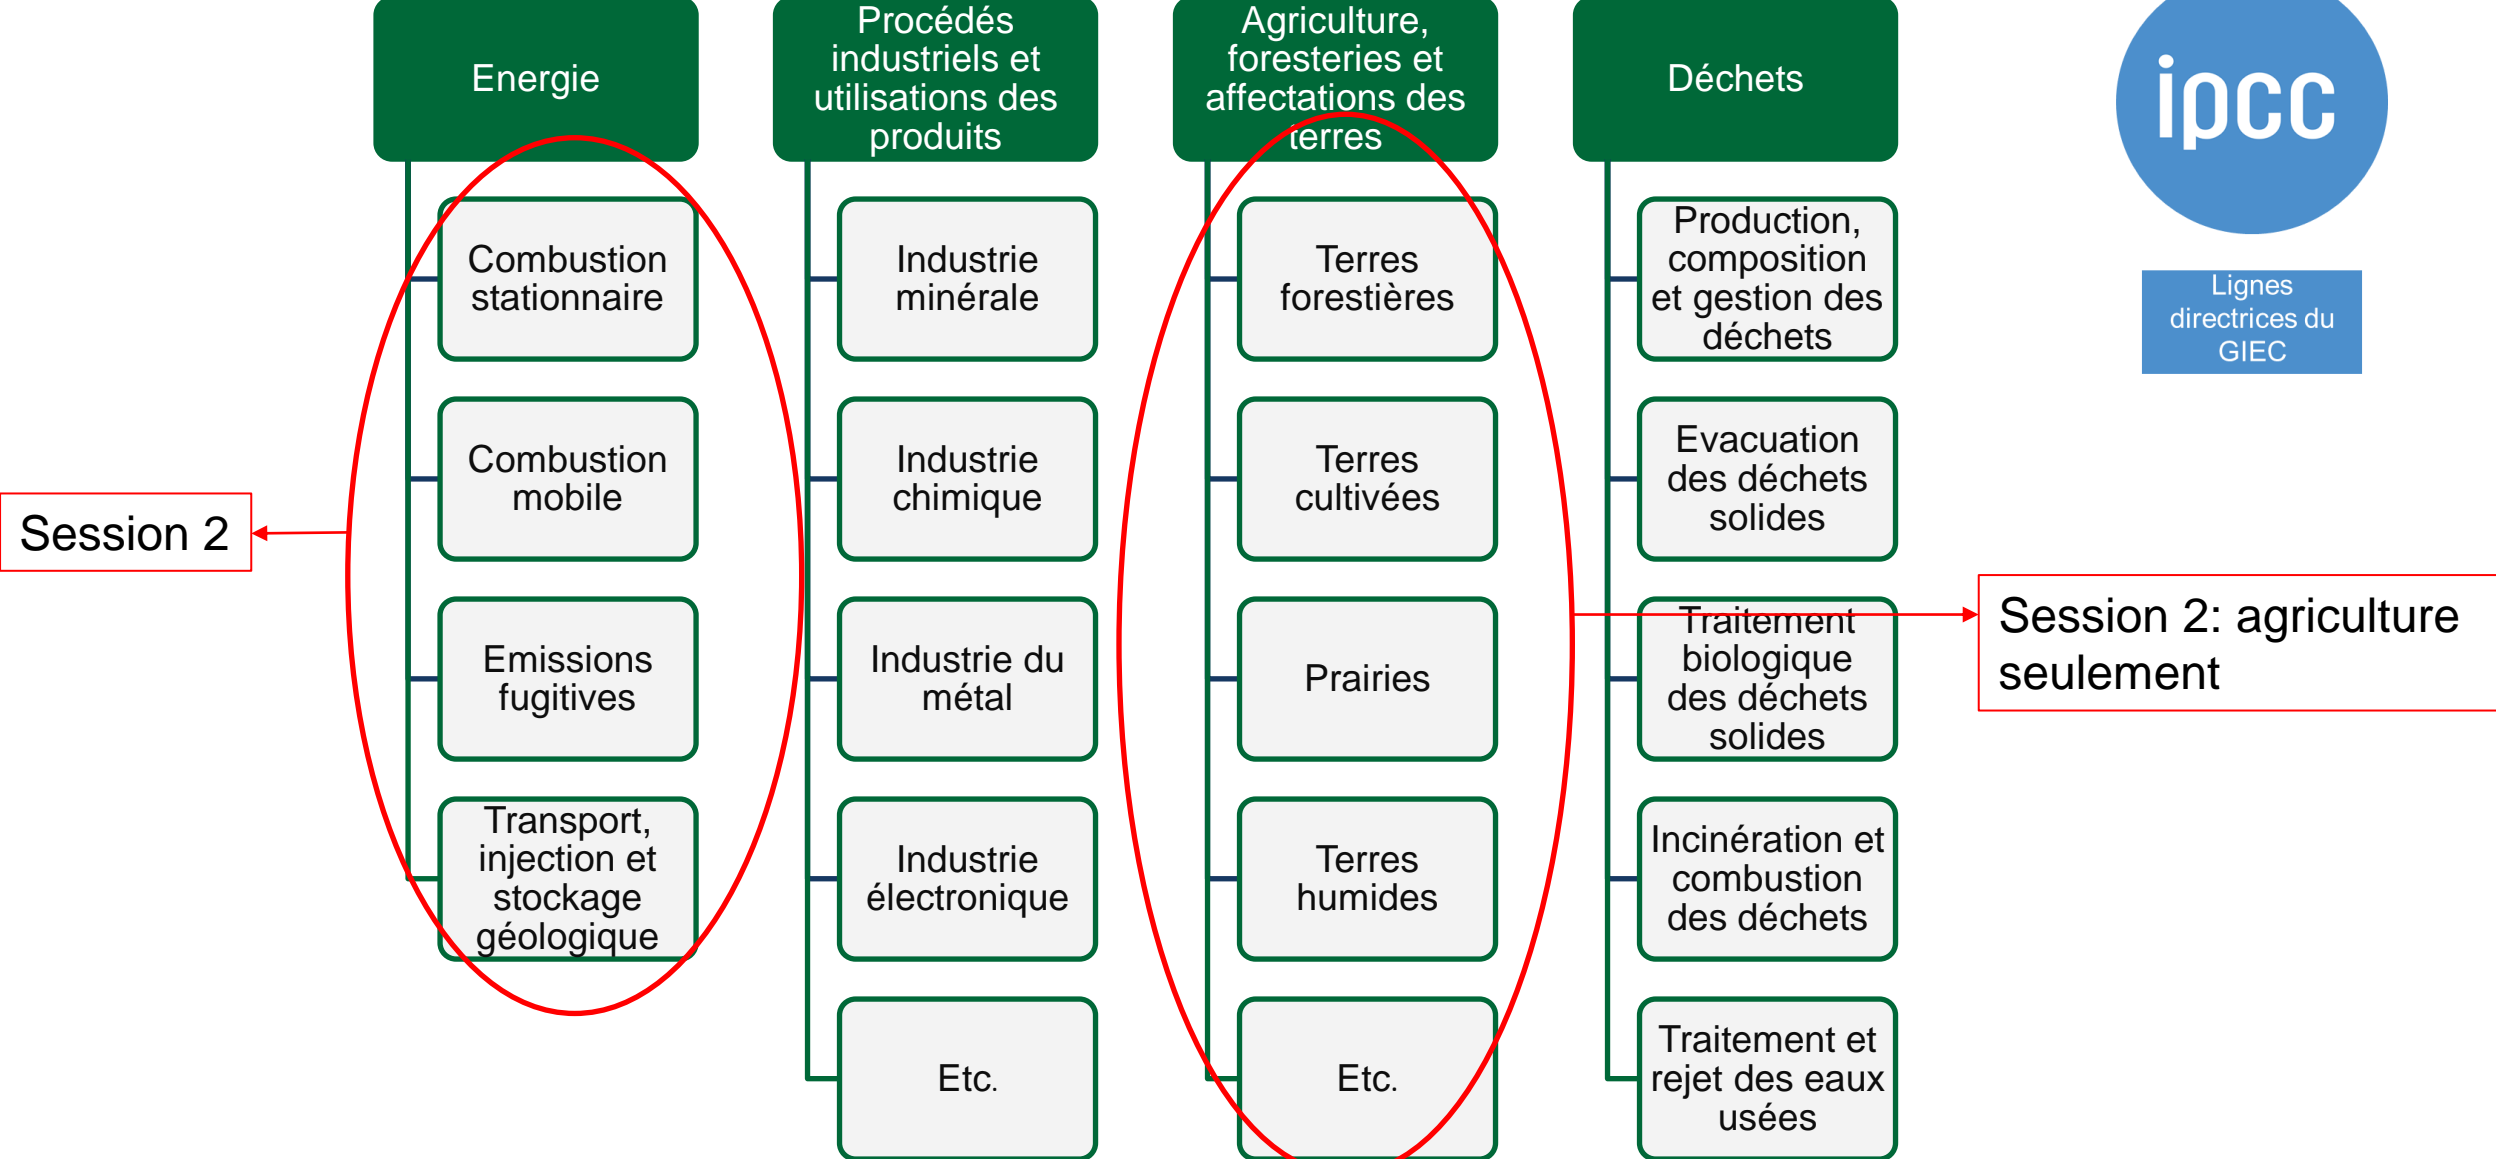 Energie
Combustion
stationnaire
Combustion
mobile
Emissions
fugitives
Transport,
injection et
stockage
géologique
Procédés
industriels et
utilisations des
produits
Industrie
minérale
Industrie
chimique
Industrie du
métal
Industrie
électronique
Etc.
Agriculture,
foresteries et
affectations des
terres
Terres
forestières
Terres
cultivées
Prairies
Terres
humides
Etc.
Déchets
Production,
composition
et gestion des
déchets
Evacuation
des déchets
solides
Traitement
biologique
des déchets
solides
Incinération et
combustion
des déchets
Traitement et
rejet des eaux
usées
ipcc
Lignes
directrices du
GIEC
Session 2
Session 2: agriculture
seulement